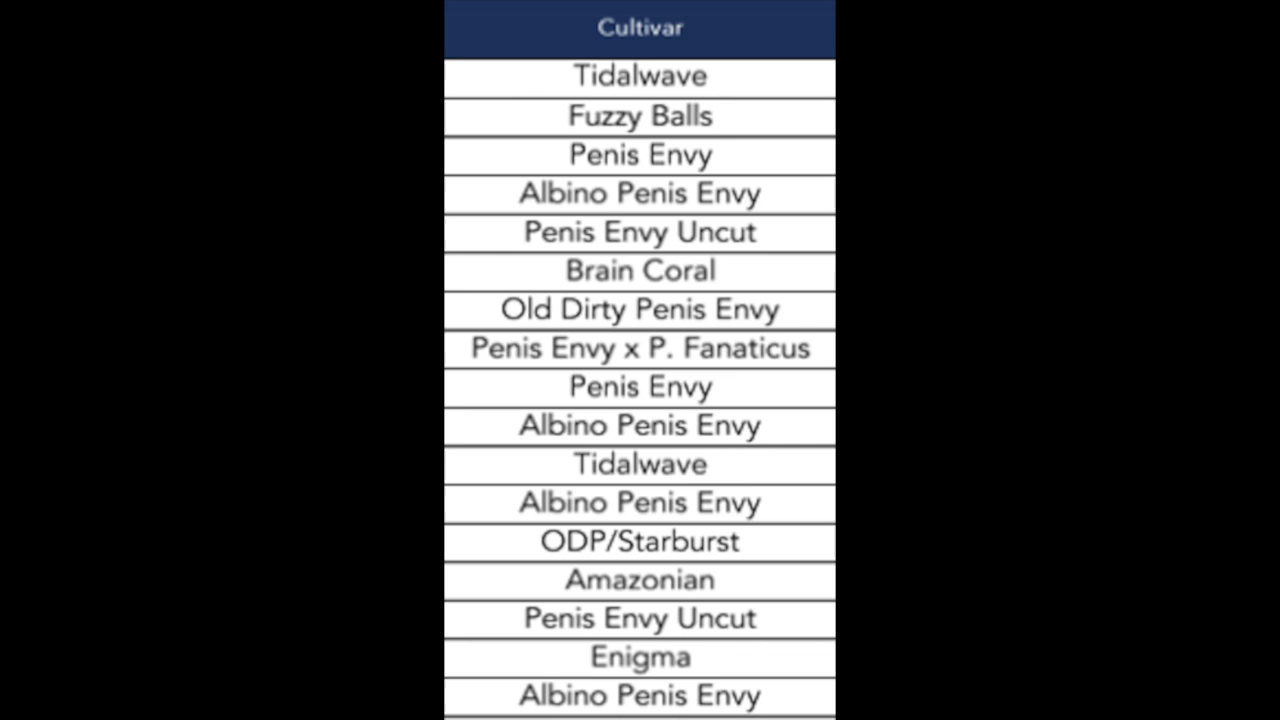 Cultivar
Tidalwave
Fuzzy Balls
Penis Envy
Albino Penis Envy
Penis Envy Uncut
Brain Coral
Old Dirty Penis Envy
Penis Envy x P. Fanaticus
Penis Envy
Albino Penis Envy
Tidalwave
Albino Penis Envy
ODP/Starburst
Amazonian
Penis Envy Uncut
Enigma
Albino Penis Envy